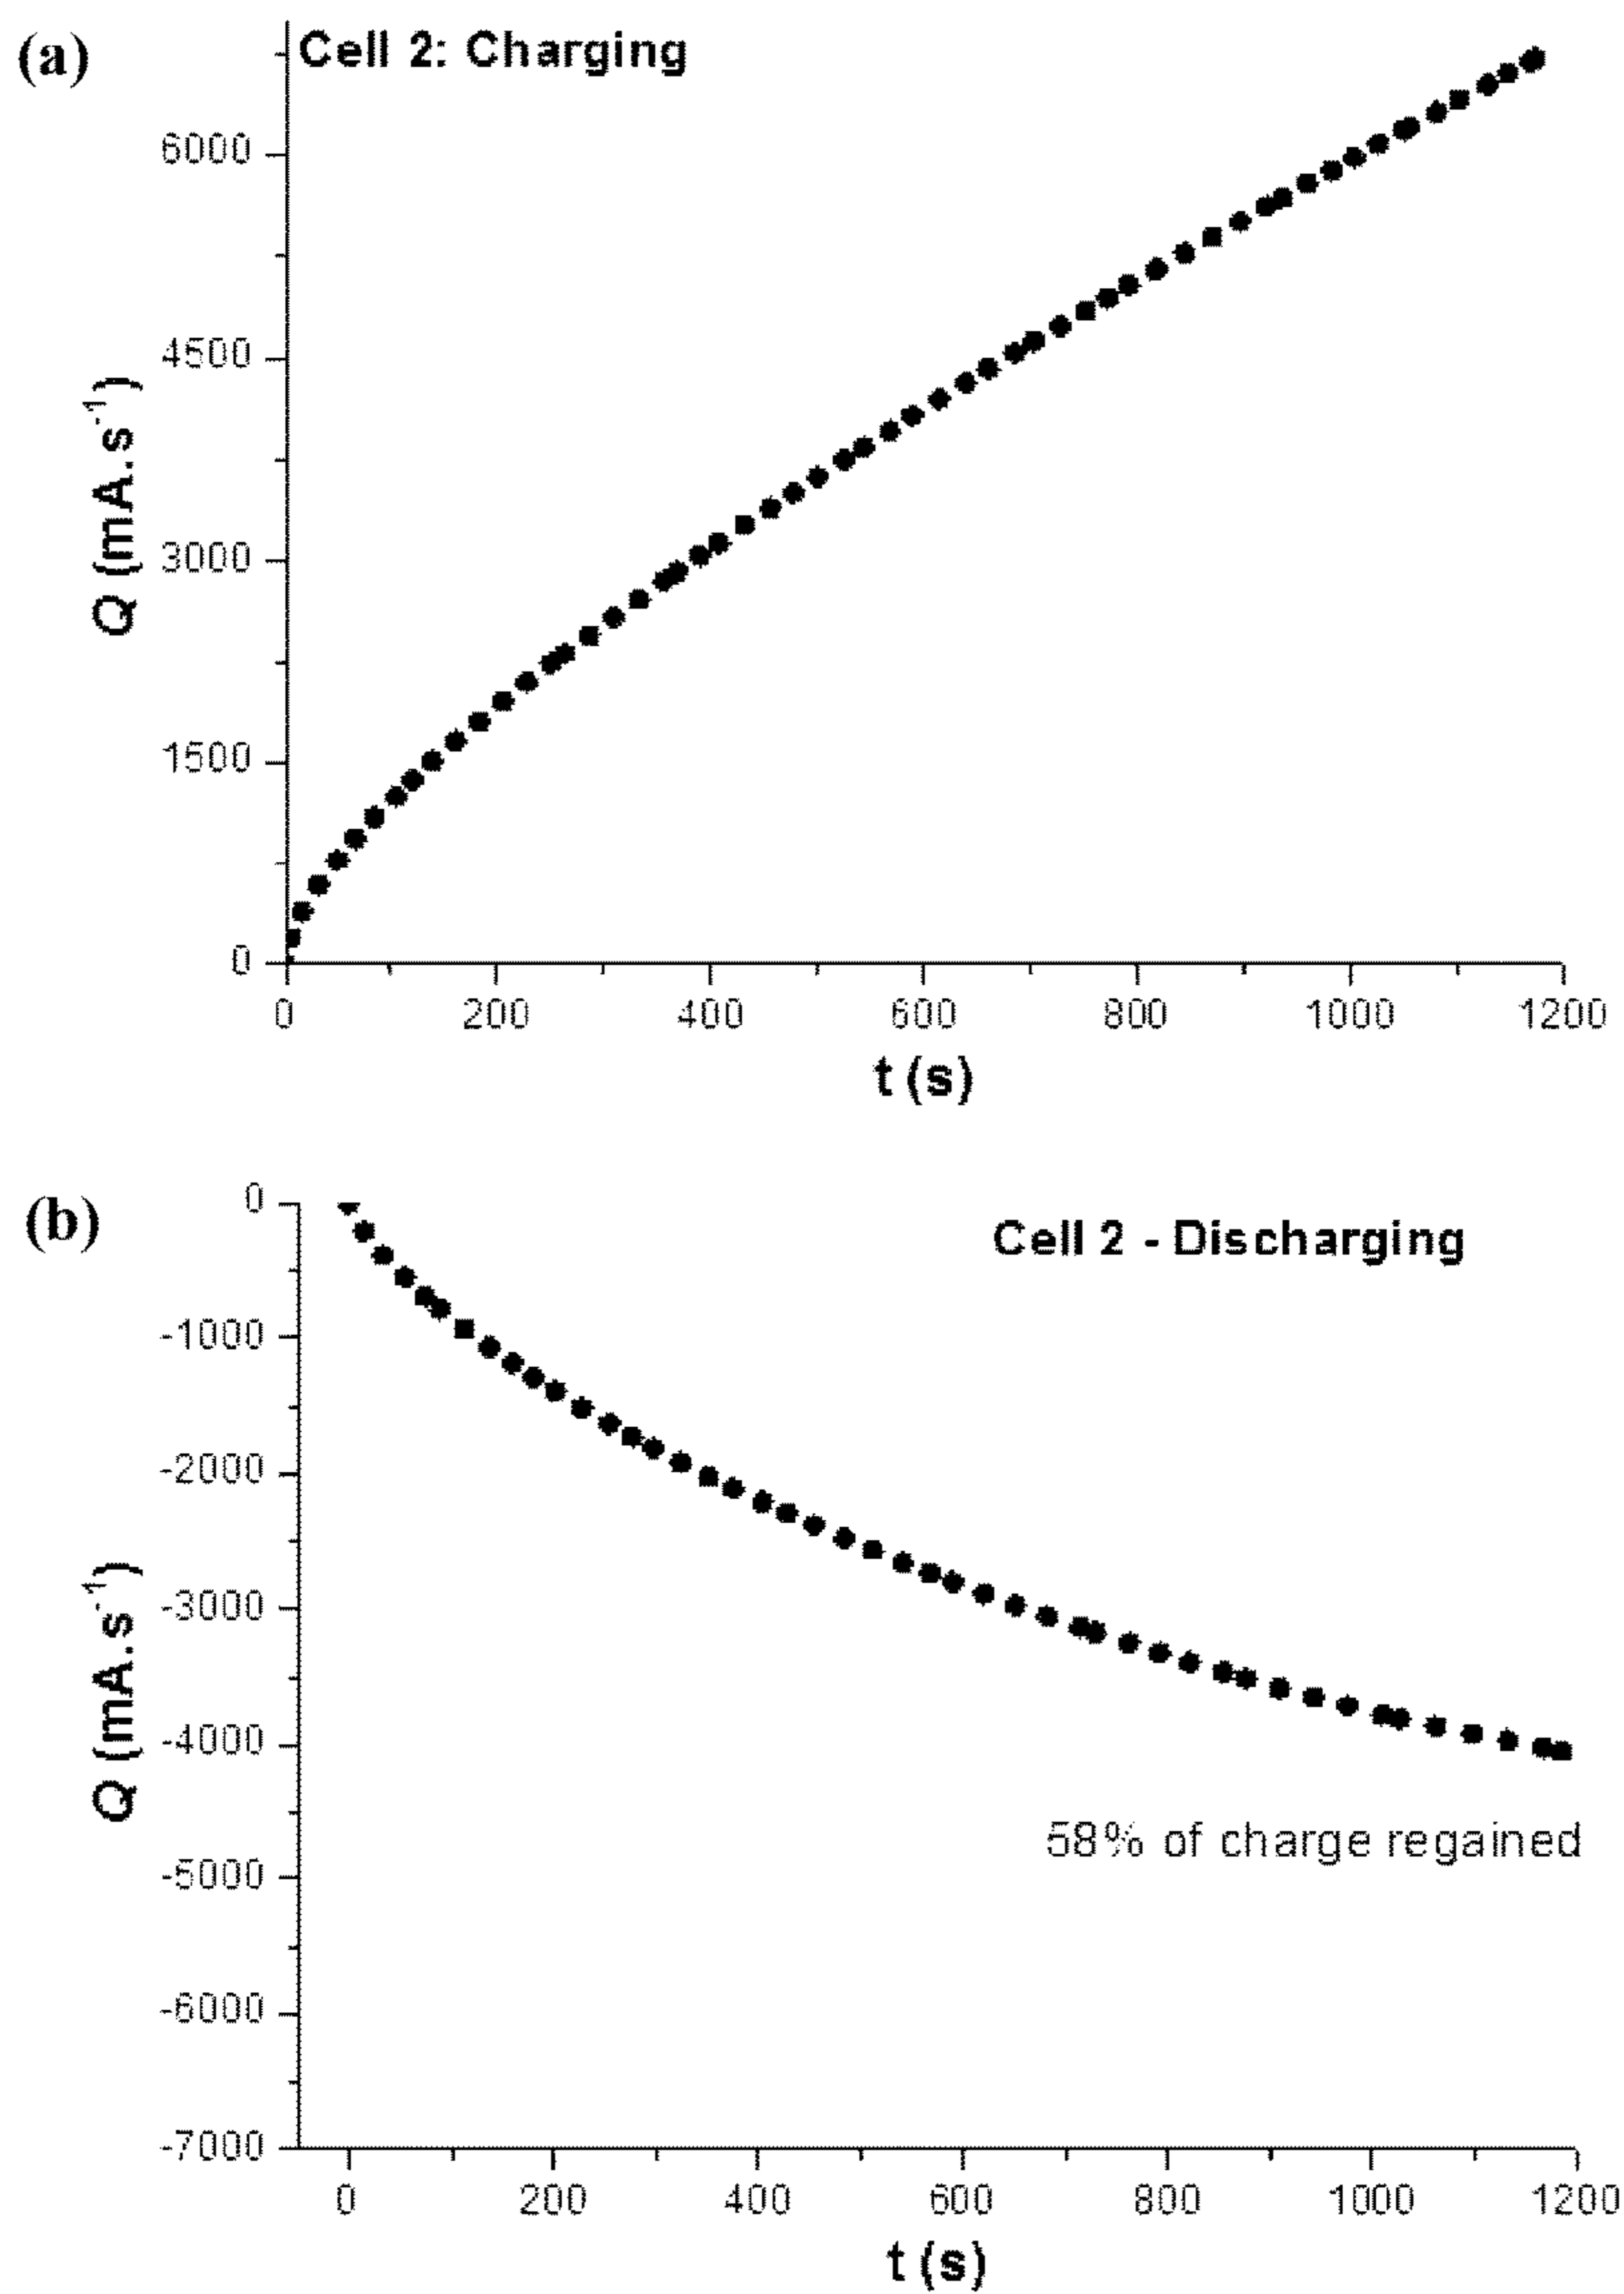 (a)
Cell 2: Charging
6000
4500
3000
1500
0
Q (mA.s⁻¹)
0 200 400 600 800 1000 1200
t (s)
(b)
Cell 2 - Discharging
0
-1000
-2000
-3000
-4000
-5000
-6000
-7000
Q (mA.s⁻¹)
58% of charge regained
0 200 400 600 800 1000 1200
t (s)